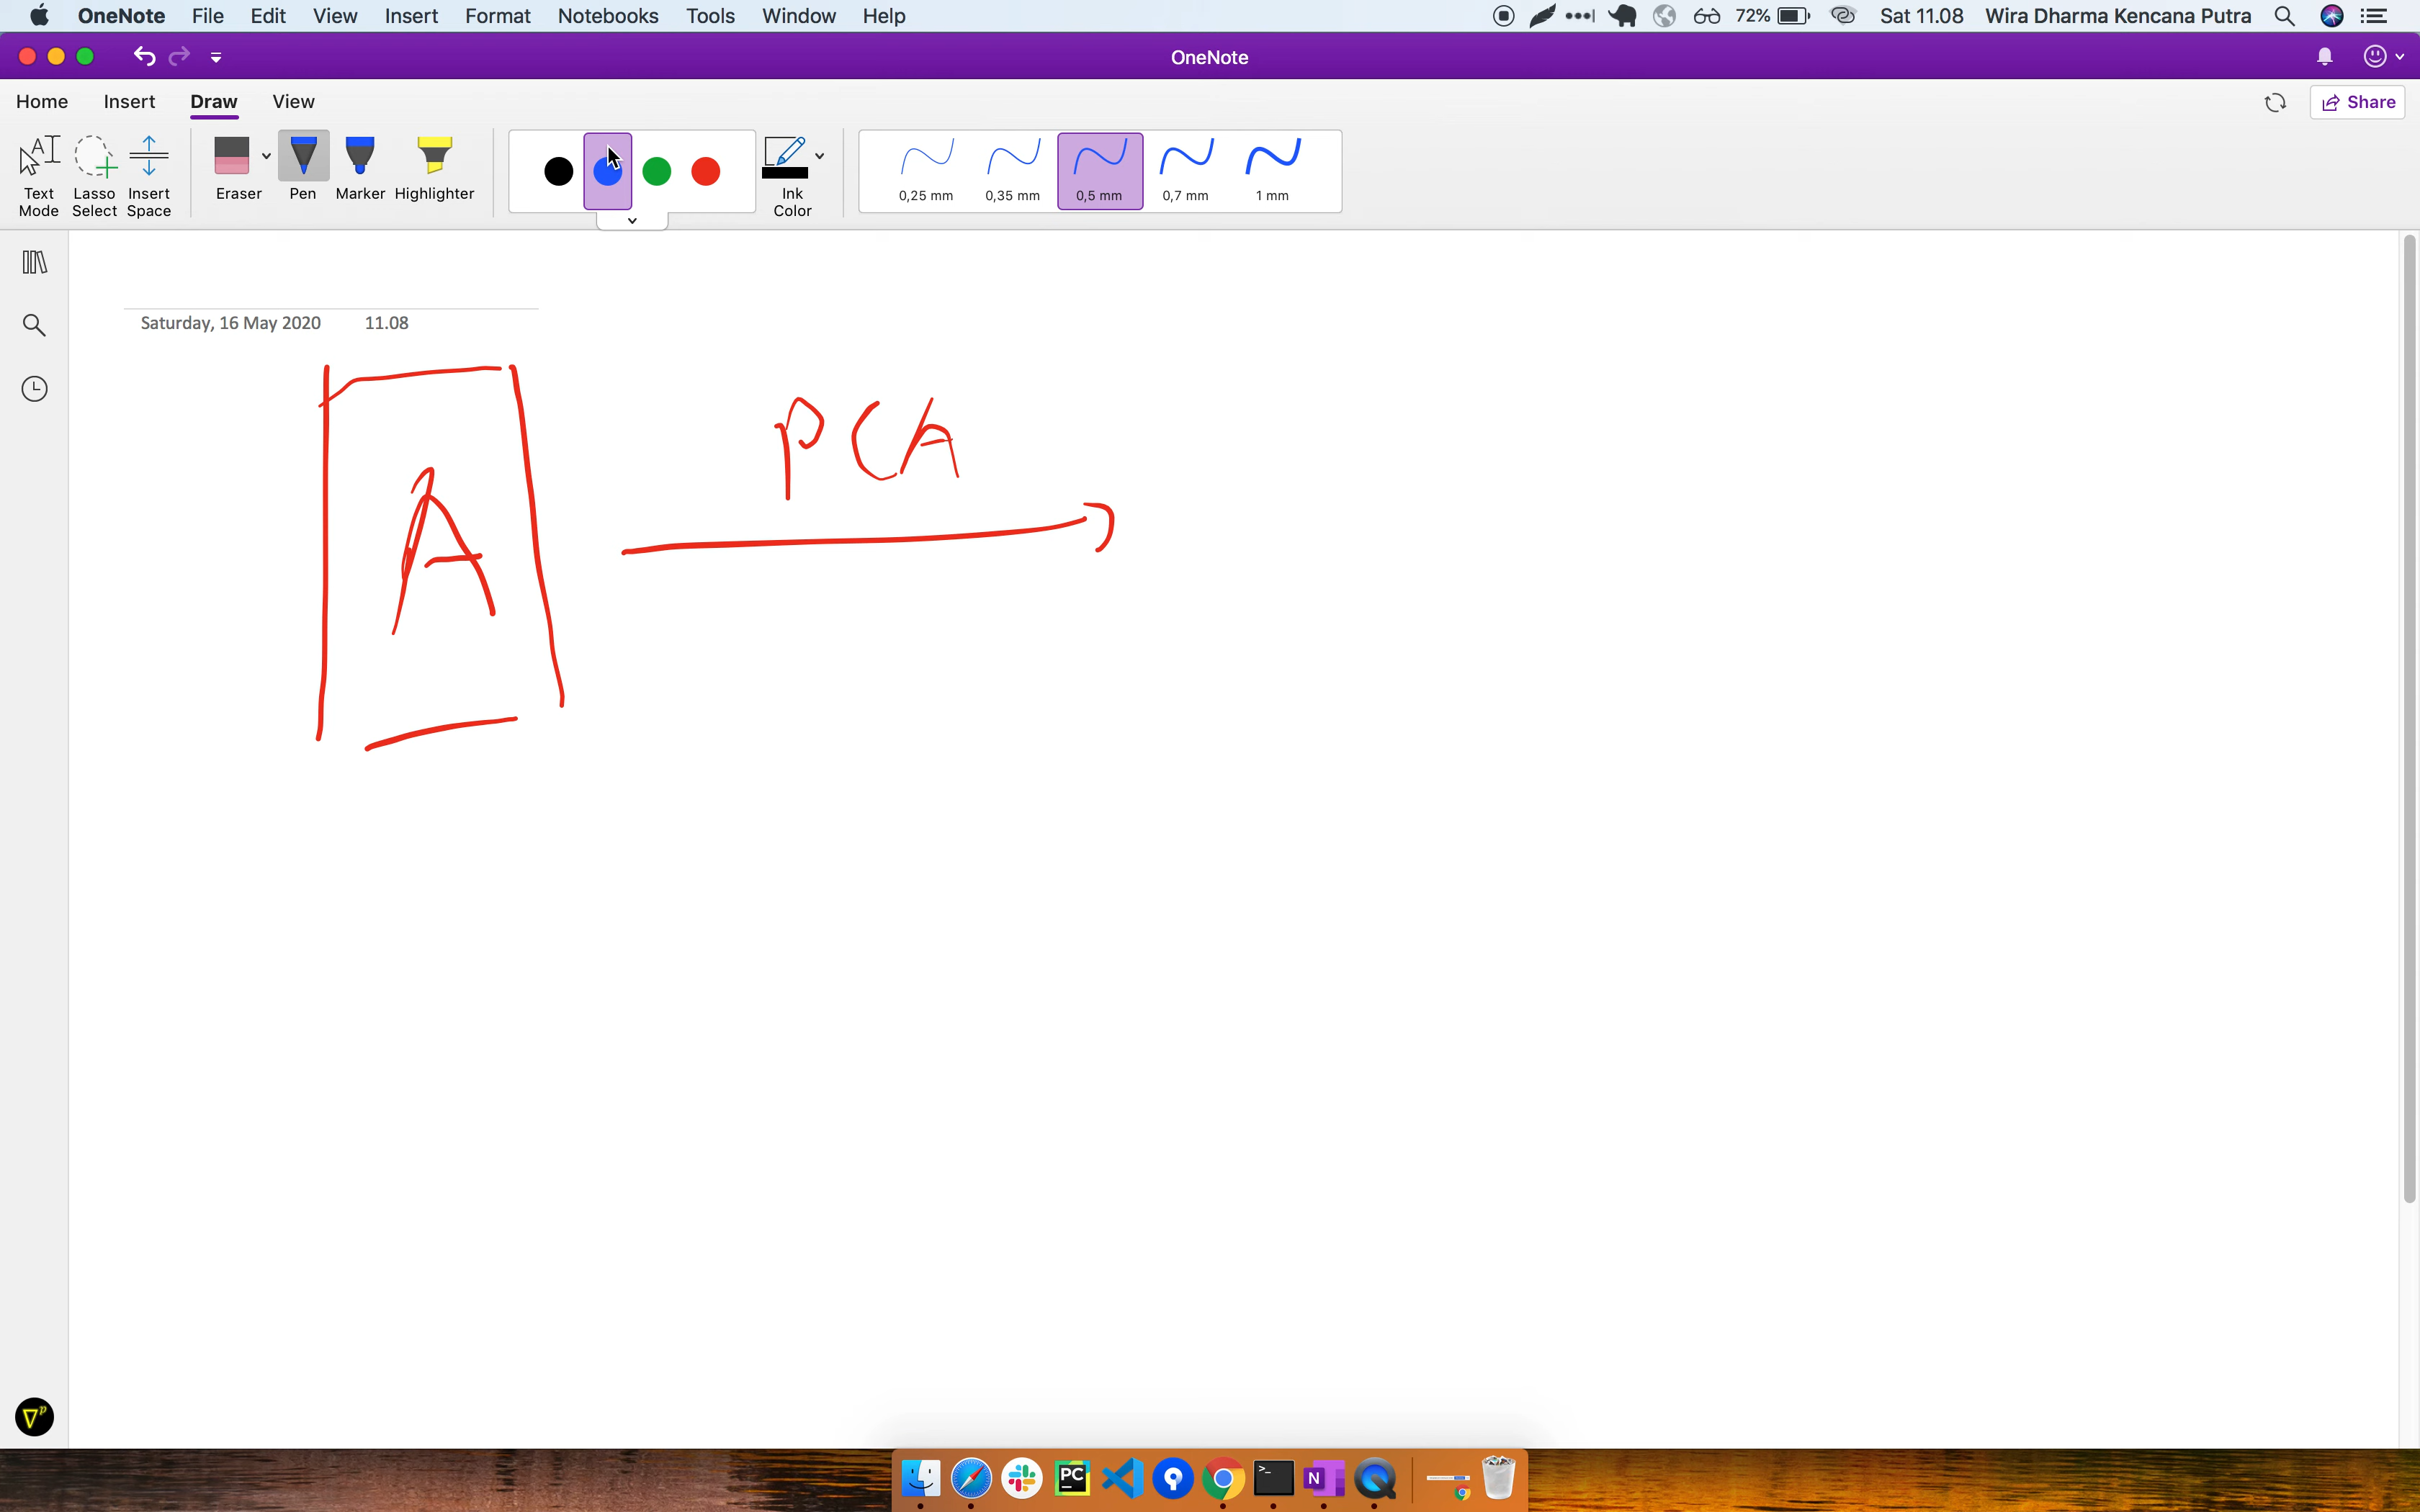 OneNote File Edit View Insert Format Notebooks Tools Window Help 72% Sat 11.08 Wira Dharma Kencana Putra
OneNote
Home Insert Draw View Share
Text Mode Lasso Select Insert Space Eraser Pen Marker Highlighter Ink Color 0,25 mm 0,35 mm 0,5 mm 0,7 mm 1 mm
Saturday, 16 May 2020 11.08
PCA
A
∇p
PC
>_
N